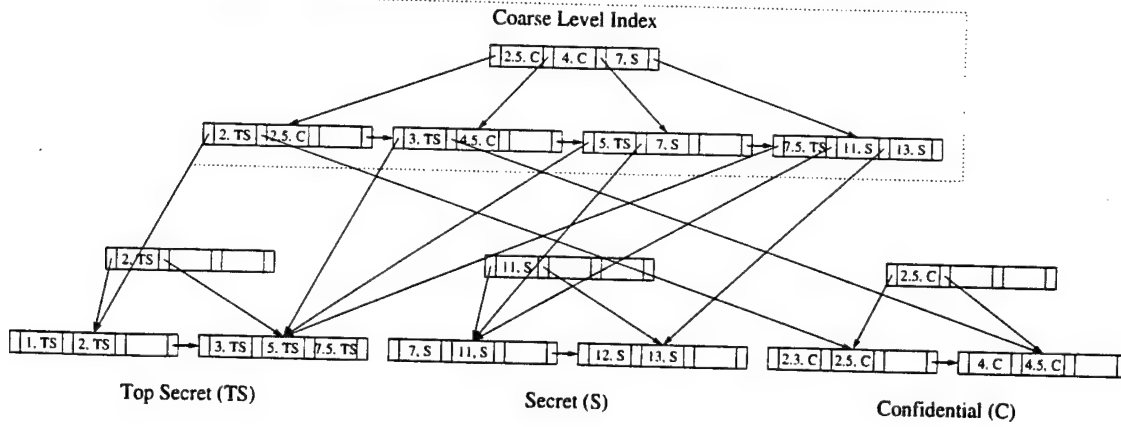 Coarse Level Index
2.5. C 4. C 7. S
2. TS 2.5. C 3. TS 4.5. C 5. TS 7. S 7.5. TS 11. S 13. S
2. TS 11. S 2.5. C
1. TS 2. TS 3. TS 5. TS 7.5. TS 7. S 11. S 12. S 13. S 2.3. C 2.5. C 4. C 4.5. C
Top Secret (TS) Secret (S) Confidential (C)